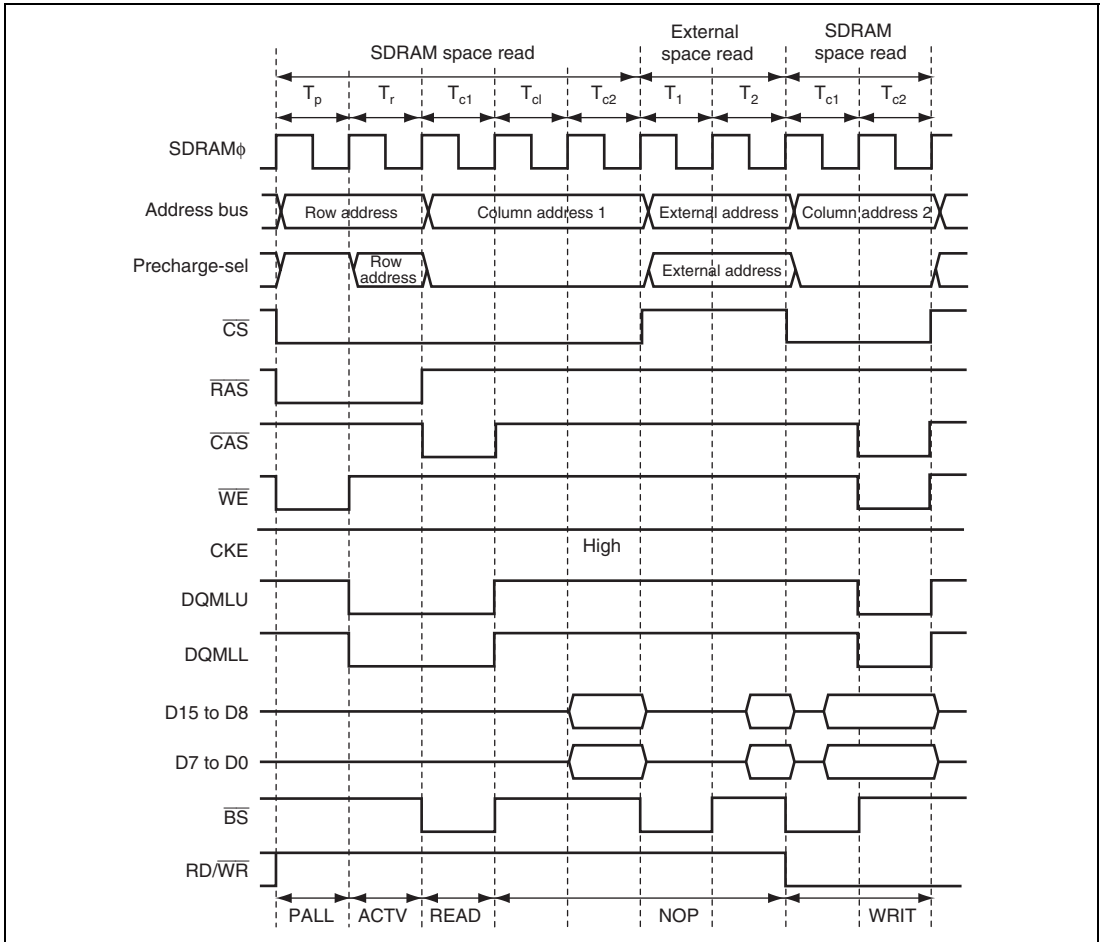 SDRAM space read
External
space read
SDRAM
space read
Tp Tr Tc1 Tcl Tc2 T1 T2 Tc1 Tc2
SDRAMϕ
Address bus Row address Column address 1 External address Column address 2
Precharge-sel Row
address External address
CS
RAS
CAS
WE
CKE High
DQMLU
DQMLL
D15 to D8
D7 to D0
BS
RD/WR
PALL ACTV READ NOP WRIT